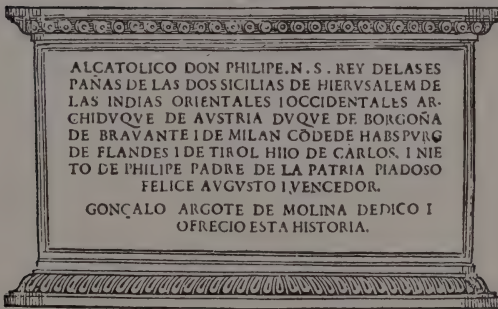 ALCATOLICO DON PHILIPE.N. S. REY DELASES
PAÑAS DE LAS DOS SICILIAS DE HIERVSALEM DE
LAS INDIAS ORIENTALES IOCCIDENTALES AR-
CHIDVQVE DE AVSTRIA DVQVE DE BORGOÑA
DE BRAVANTE I DE MILAN CÕDE DE HABSPVRG
DE FLANDES I DE TIROL HIIO DE CARLOS, I NIE
TO DE PHILIPE PADRE DE LA PATRIA PIADOSO
FELICE AVGVSTO I VENCEDOR.
GONÇALO ARGOTE DE MOLINA DEDICO I
OFRECIO ESTA HISTORIA.